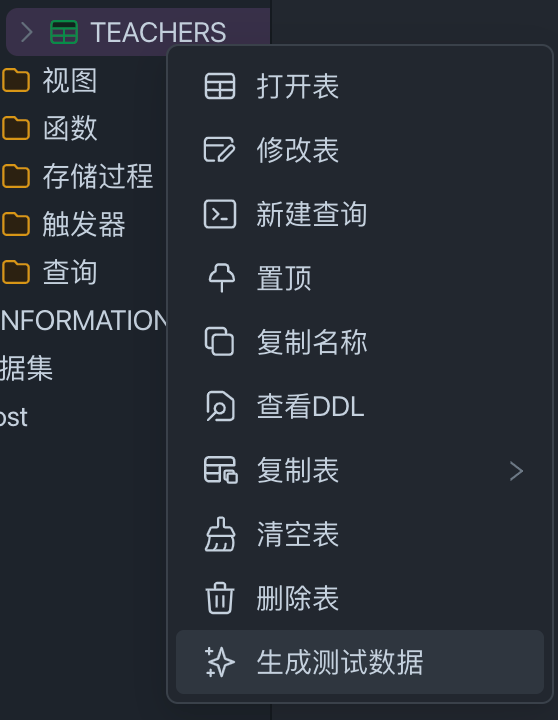 TEACHERS
视图
函数
存储过程
触发器
查询
NFORMATION
据集
ost
打开表
修改表
新建查询
置顶
复制名称
查看DDL
复制表
清空表
删除表
生成测试数据